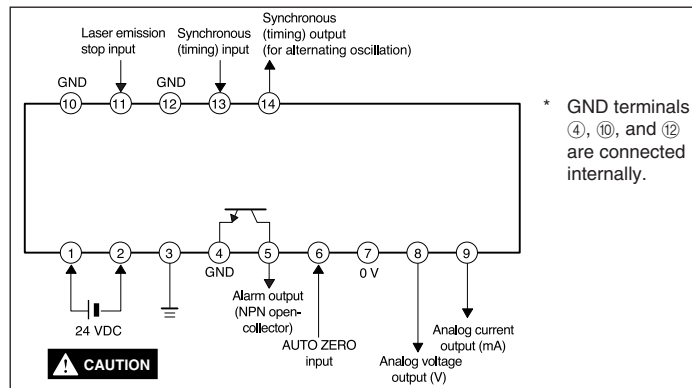 Laser emission
stop input
Synchronous
(timing) input
Synchronous
(timing) output
(for alternating oscillation)
GND
GND
10
11
12
13
14
* GND terminals
④, ⑩, and ⑫
are connected
internally.
1
2
3
4
5
6
7
8
9
GND
0 V
24 VDC
Alarm output
(NPN open-
collector)
AUTO ZERO
input
Analog voltage
output (V)
Analog current
output (mA)
CAUTION